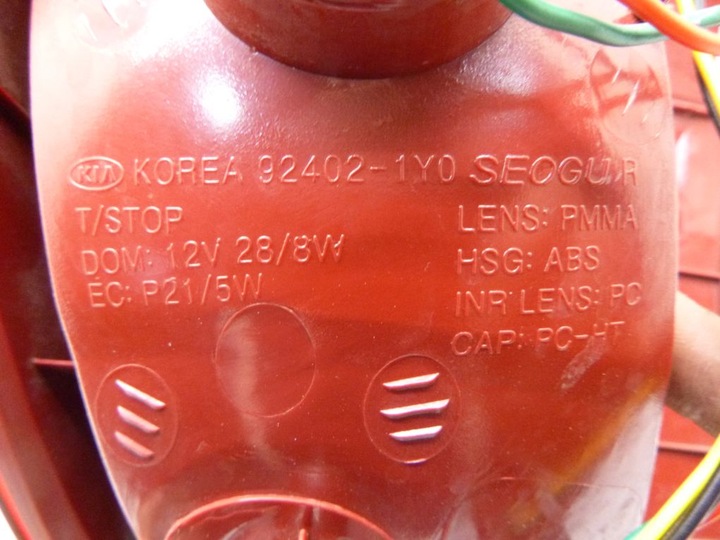 KIA KOREA 92402-1Y0 SEOGU R
T/STOP
DOM: 12V 28/8W
EC: P21/5W
LENS: PMMA
HSG: ABS
INR LENS: PC
CAP: PC-HT